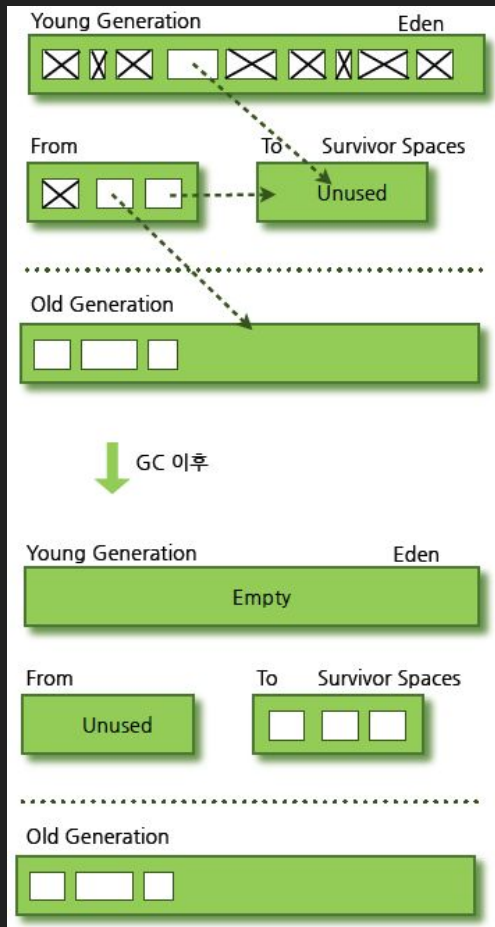 Young Generation Eden
From To Survivor Spaces
Unused
Old Generation
GC 이후
Young Generation Eden
Empty
From To Survivor Spaces
Unused
Old Generation